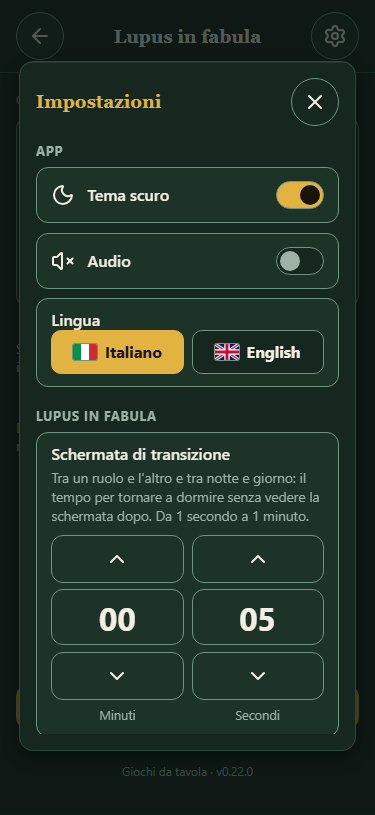 Lupus in fabula
Impostazioni
APP
Tema scuro
Audio
Lingua
Italiano
English
LUPUS IN FABULA
Schermata di transizione
Tra un ruolo e l'altro e tra notte e giorno: il
tempo per tornare a dormire senza vedere la
schermata dopo. Da 1 secondo a 1 minuto.
00
05
Minuti
Secondi
Giochi da tavola · v0.22.0